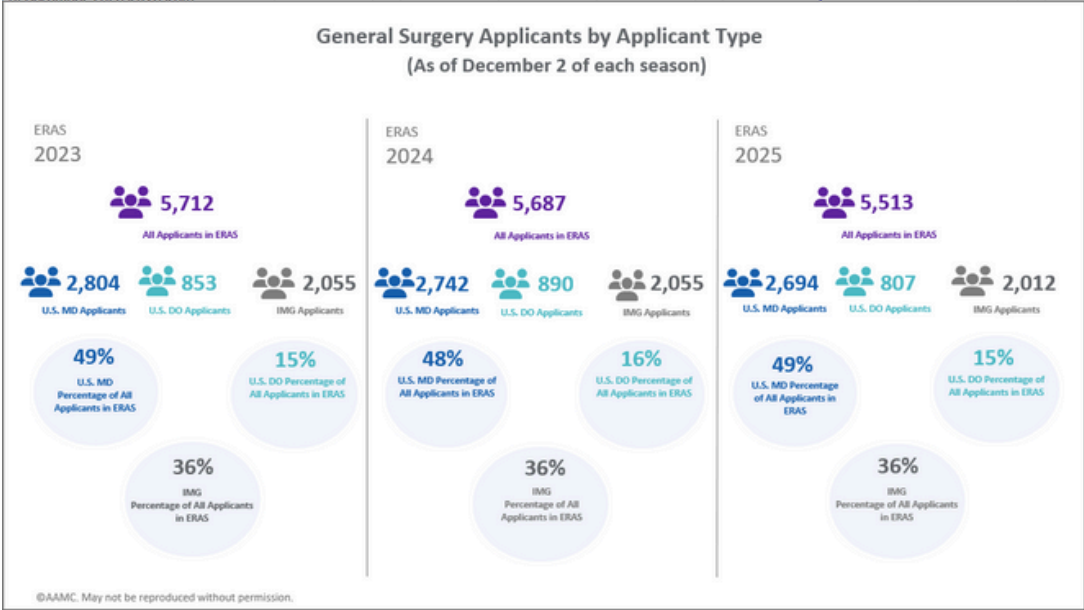 General Surgery Applicants by Applicant Type
(As of December 2 of each season)
ERAS
2023
5,712
All Applicants in ERAS
2,804
U.S. MD Applicants
853
U.S. DO Applicants
2,055
IMG Applicants
49%
U.S. MD
Percentage of All
Applicants in ERAS
15%
U.S. DO Percentage of
All Applicants in ERAS
36%
IMG
Percentage of All Applicants
in ERAS
ERAS
2024
5,687
All Applicants in ERAS
2,742
U.S. MD Applicants
890
U.S. DO Applicants
2,055
IMG Applicants
48%
U.S. MD Percentage of
All Applicants in ERAS
16%
U.S. DO Percentage of
All Applicants in ERAS
36%
IMG
Percentage of All
Applicants in ERAS
ERAS
2025
5,513
All Applicants in ERAS
2,694
U.S. MD Applicants
807
U.S. DO Applicants
2,012
IMG Applicants
49%
U.S. MD Percentage
of All Applicants in
ERAS
15%
U.S. DO Percentage of
All Applicants in ERAS
36%
IMG
Percentage of All Applicants
in ERAS
©AAMC. May not be reproduced without permission.